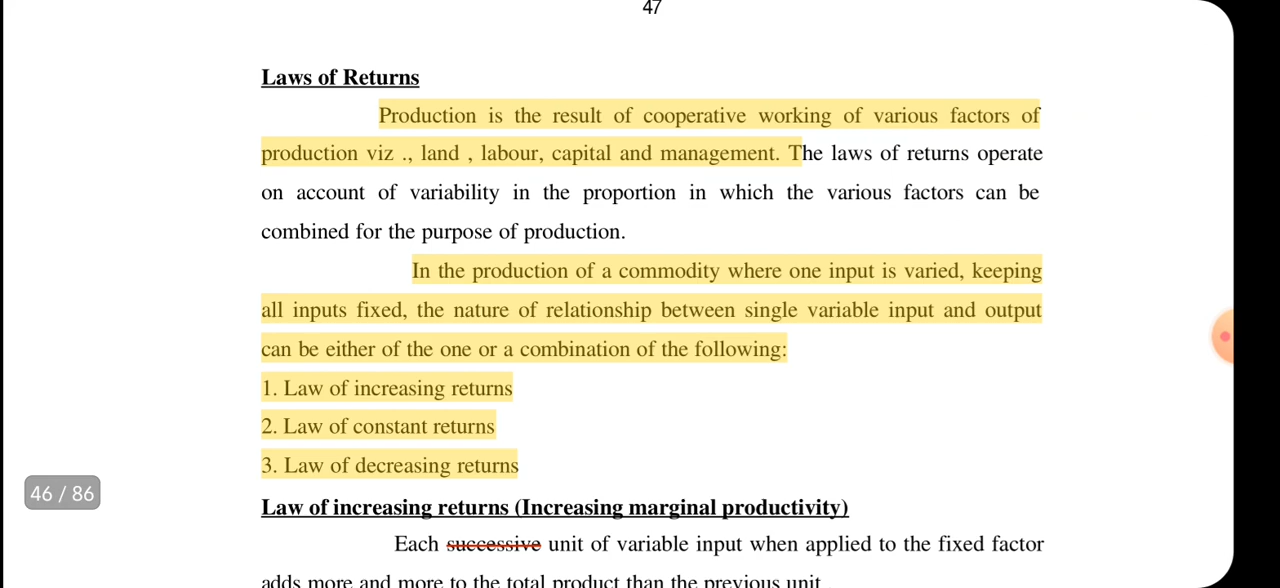 47
Laws of Returns
Production is the result of cooperative working of various factors of
production viz ., land , labour, capital and management. The laws of returns operate
on account of variability in the proportion in which the various factors can be
combined for the purpose of production.
In the production of a commodity where one input is varied, keeping
all inputs fixed, the nature of relationship between single variable input and output
can be either of the one or a combination of the following:
1. Law of increasing returns
2. Law of constant returns
3. Law of decreasing returns
46 / 86
Law of increasing returns (Increasing marginal productivity)
Each successive unit of variable input when applied to the fixed factor
adds more and more to the total product than the previous unit .